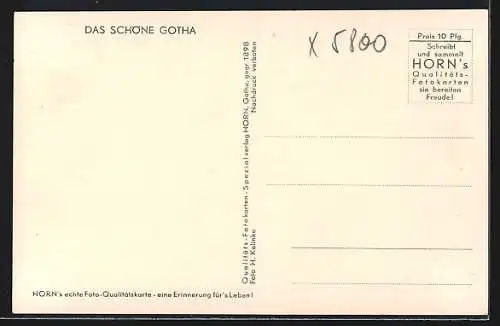 DAS SCHÖNE GOTHA
X 5800
Preis 10 Pfg.
Schreibt
und sammelt
HORN's
Qualitäts-
Fotokarten
sie bereiten
Freude!
Qualitäts-Fotokarten-Spezialverlag HORN, Gotha, gegr. 1898
Foto H. Kalinke Nachdruck verboten
HORN's echte Foto-Qualitätskarte - eine Erinnerung für's Leben!